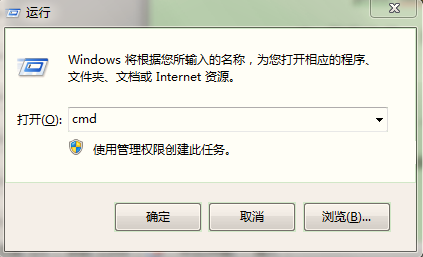 运行
Windows 将根据您所输入的名称，为您打开相应的程序、
文件夹、文档或 Internet 资源。
打开(O): cmd
使用管理权限创建此任务。
确定 取消 浏览(B)...